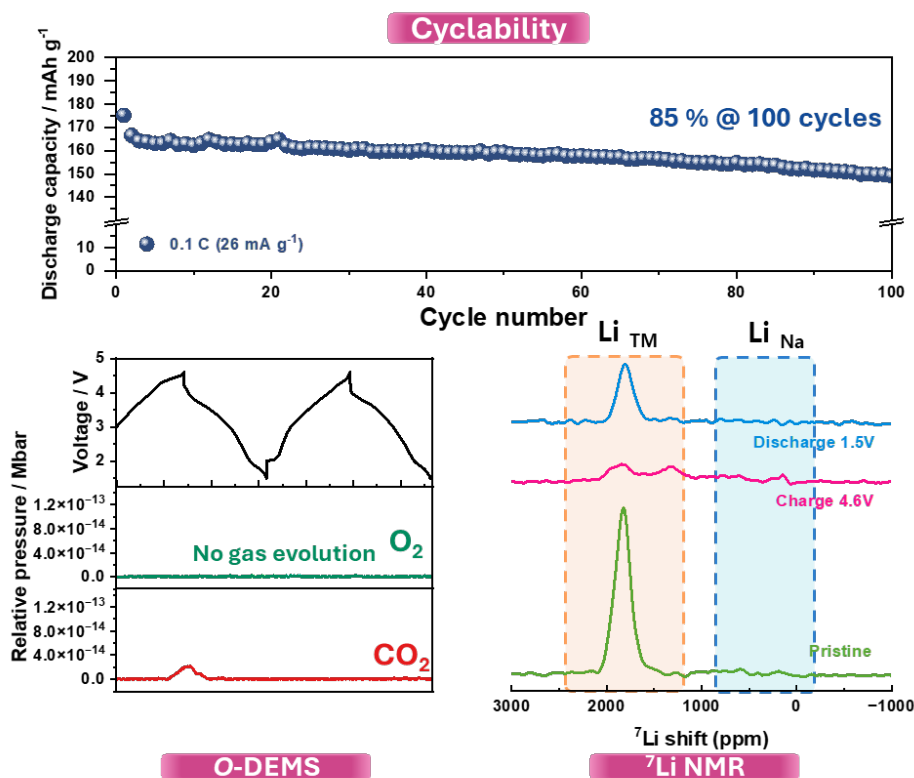 Cyclability
Discharge capacity / mAh g⁻¹
200
190
180
170
160
150
140
10
0
85 % @ 100 cycles
0.1 C (26 mA g⁻¹)
0
20
40
60
80
100
Cycle number
Voltage / V
5
4
3
2
Relative pressure / Mbar
1.2×10⁻¹³
8.0×10⁻¹⁴
4.0×10⁻¹⁴
0.0
No gas evolution O₂
1.2×10⁻¹³
8.0×10⁻¹⁴
4.0×10⁻¹⁴
0.0
CO₂
O-DEMS
Li TM
Li Na
Discharge 1.5V
Charge 4.6V
Pristine
3000
2000
1000
0
−1000
⁷Li shift (ppm)
⁷Li NMR